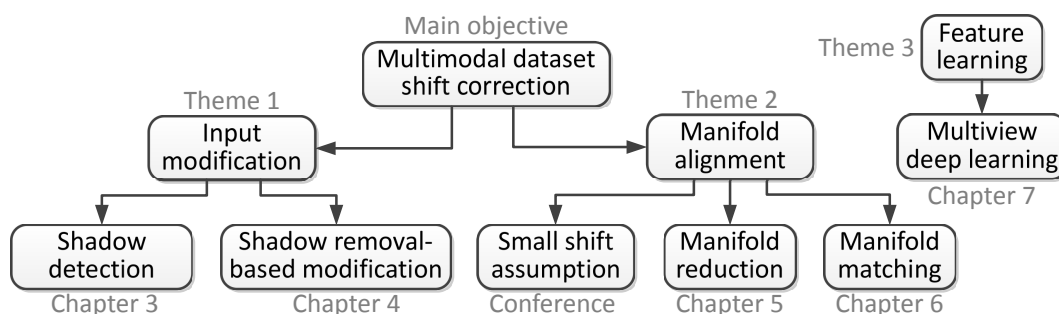 Main objective
Multimodal dataset
shift correction
Theme 3
Feature
learning
Theme 1
Input
modification
Theme 2
Manifold
alignment
Multiview
deep learning
Chapter 7
Shadow
detection
Chapter 3
Shadow removal-
based modification
Chapter 4
Small shift
assumption
Conference
Manifold
reduction
Chapter 5
Manifold
matching
Chapter 6